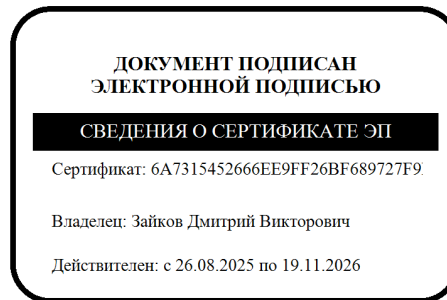 ДОКУМЕНТ ПОДПИСАН
ЭЛЕКТРОННОЙ ПОДПИСЬЮ
СВЕДЕНИЯ О СЕРТИФИКАТЕ ЭП
Сертификат: 6A7315452666EE9FF26BF689727F9
Владелец: Зайков Дмитрий Викторович
Действителен: с 26.08.2025 по 19.11.2026